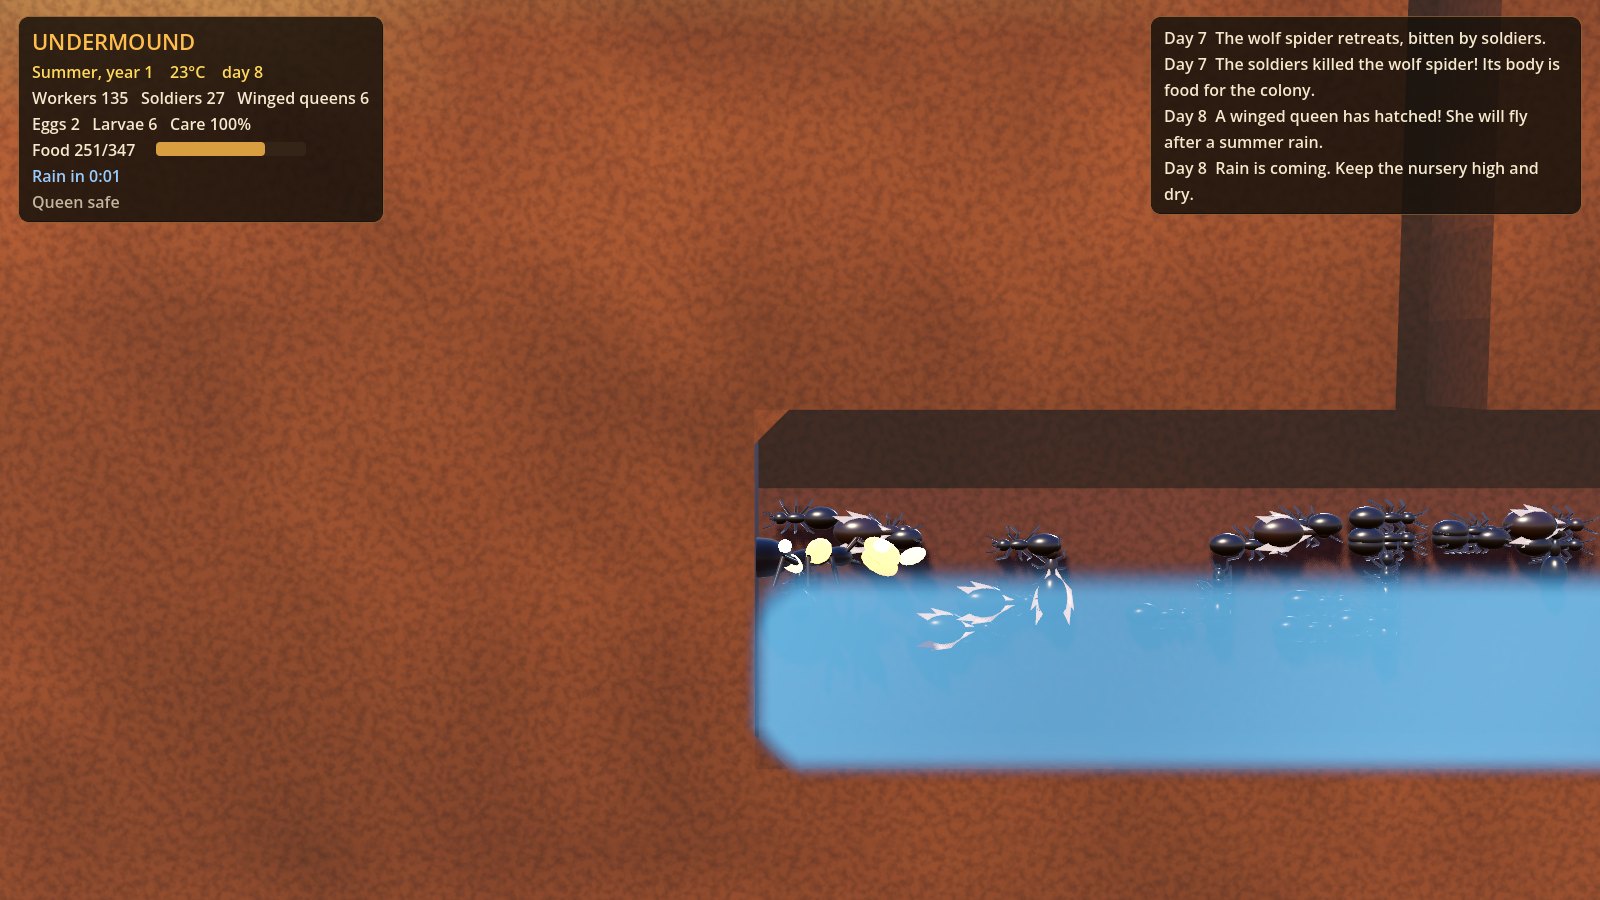 UNDERMOUND
Summer, year 1 23°C day 8
Workers 135 Soldiers 27 Winged queens 6
Eggs 2 Larvae 6 Care 100%
Food 251/347
Rain in 0:01
Queen safe
Day 7 The wolf spider retreats, bitten by soldiers.
Day 7 The soldiers killed the wolf spider! Its body is
food for the colony.
Day 8 A winged queen has hatched! She will fly
after a summer rain.
Day 8 Rain is coming. Keep the nursery high and
dry.